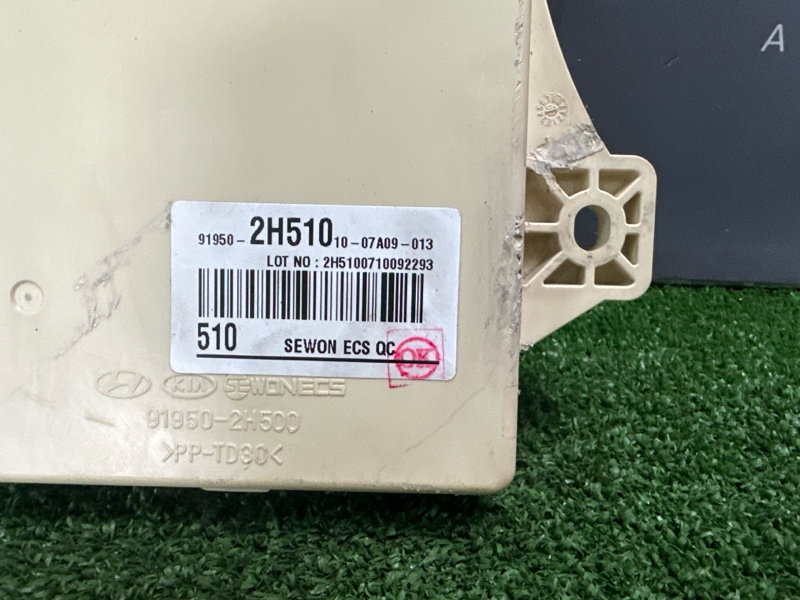 A
91950-2H510 10-07A09-013
LOT NO : 2H5100710092293
510 SEWON ECS QC OK
KIA SEWONECS
91950-2H500
>PP-TD30<